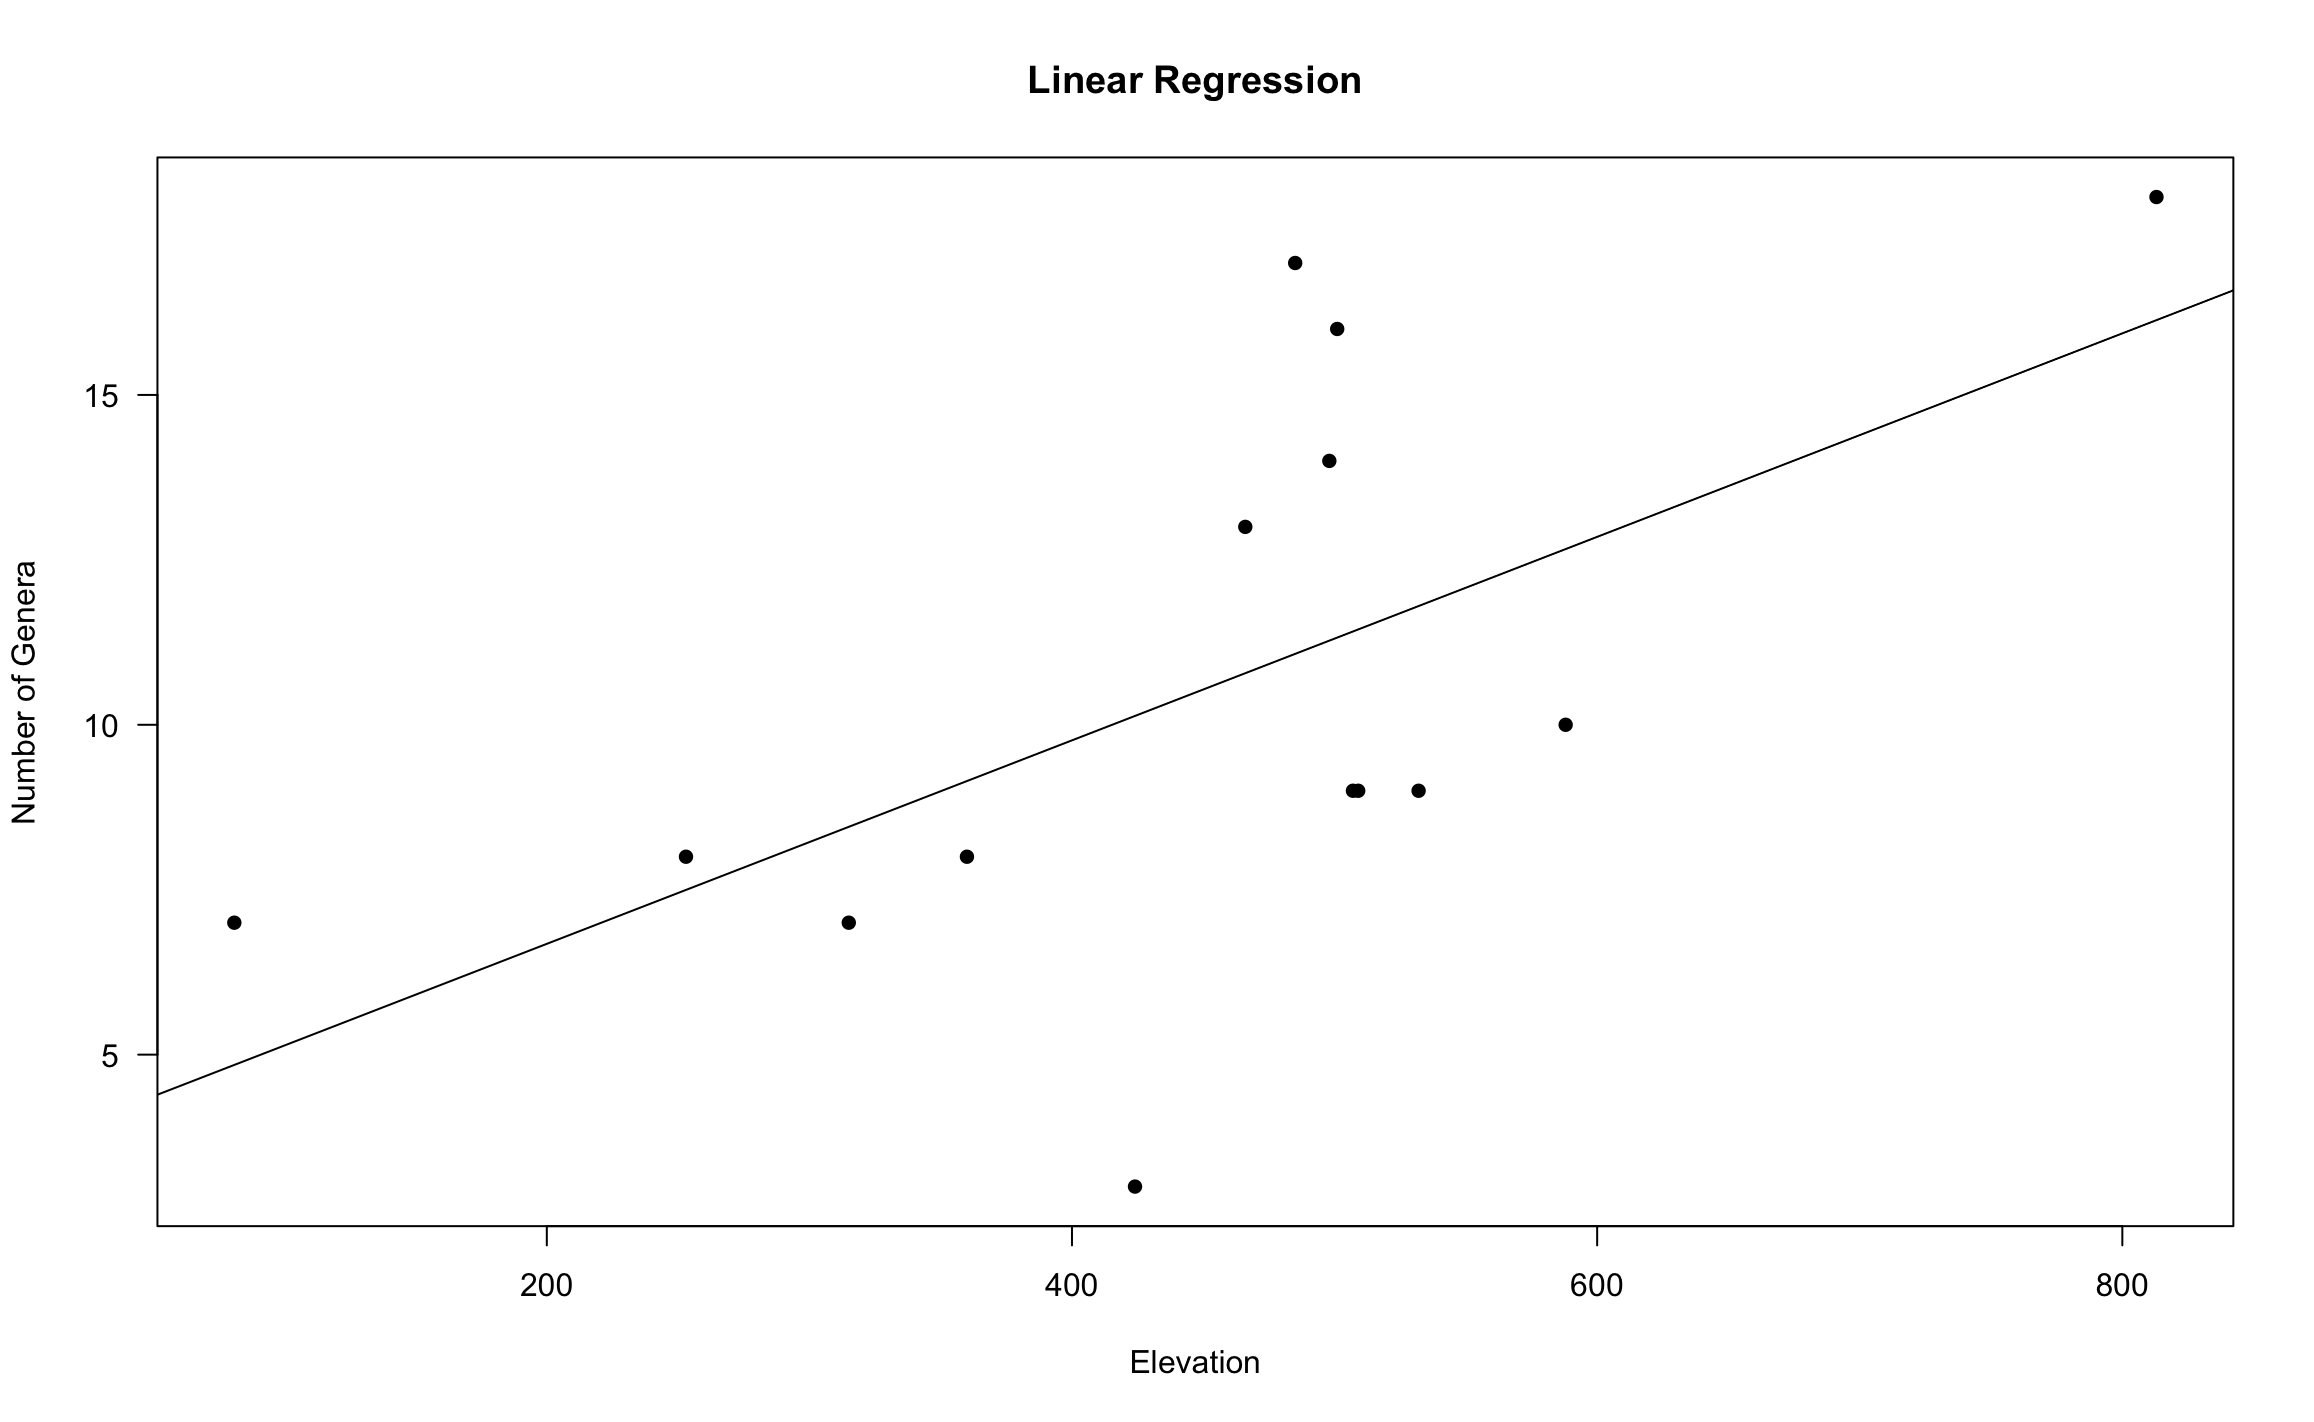 Linear Regression
Number of Genera
15
10
5
200 400 600 800
Elevation